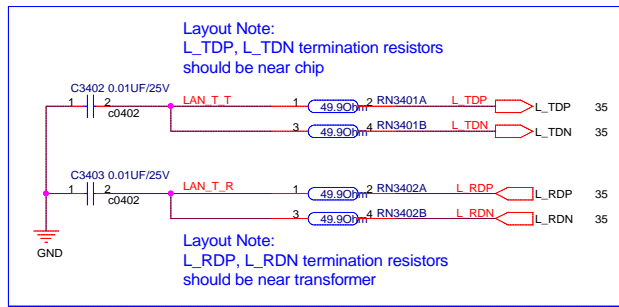 Layout Note:
L_TDP, L_TDN termination resistors
should be near chip
C3402 0.01UF/25V
1 2 LAN_T_T 1 49.9Ohm 2 RN3401A L_TDP L_TDP 35
c0402
3 49.9Ohm 4 RN3401B L_TDN L_TDN 35
C3403 0.01UF/25V
1 2 LAN_T_R 1 49.9Ohm 2 RN3402A L_RDP L_RDP 35
c0402
3 49.9Ohm 4 RN3402B L_RDN L_RDN 35
GND
Layout Note:
L_RDP, L_RDN termination resistors
should be near transformer